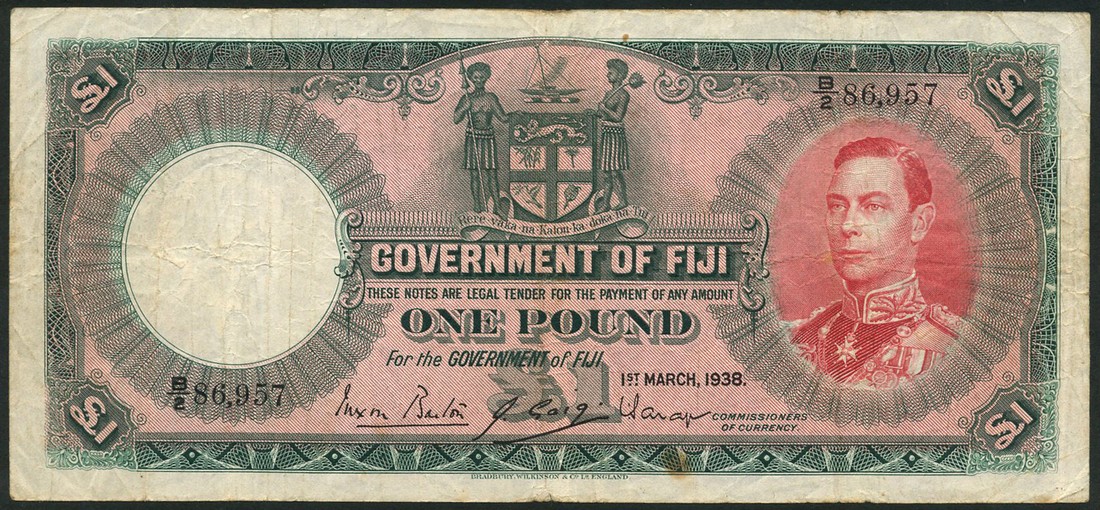 £1
£1
B/2 86,957
Rere·vaka·na·Kalou·ka·doka·na·Tui
GOVERNMENT OF FIJI
THESE NOTES ARE LEGAL TENDER FOR THE PAYMENT OF ANY AMOUNT
ONE POUND
For the GOVERNMENT of FIJI
£1
1ST MARCH, 1938.
B/2 86,957
COMMISSIONERS
OF CURRENCY.
£1
£1
BRADBURY, WILKINSON & Co Ld ENGLAND.